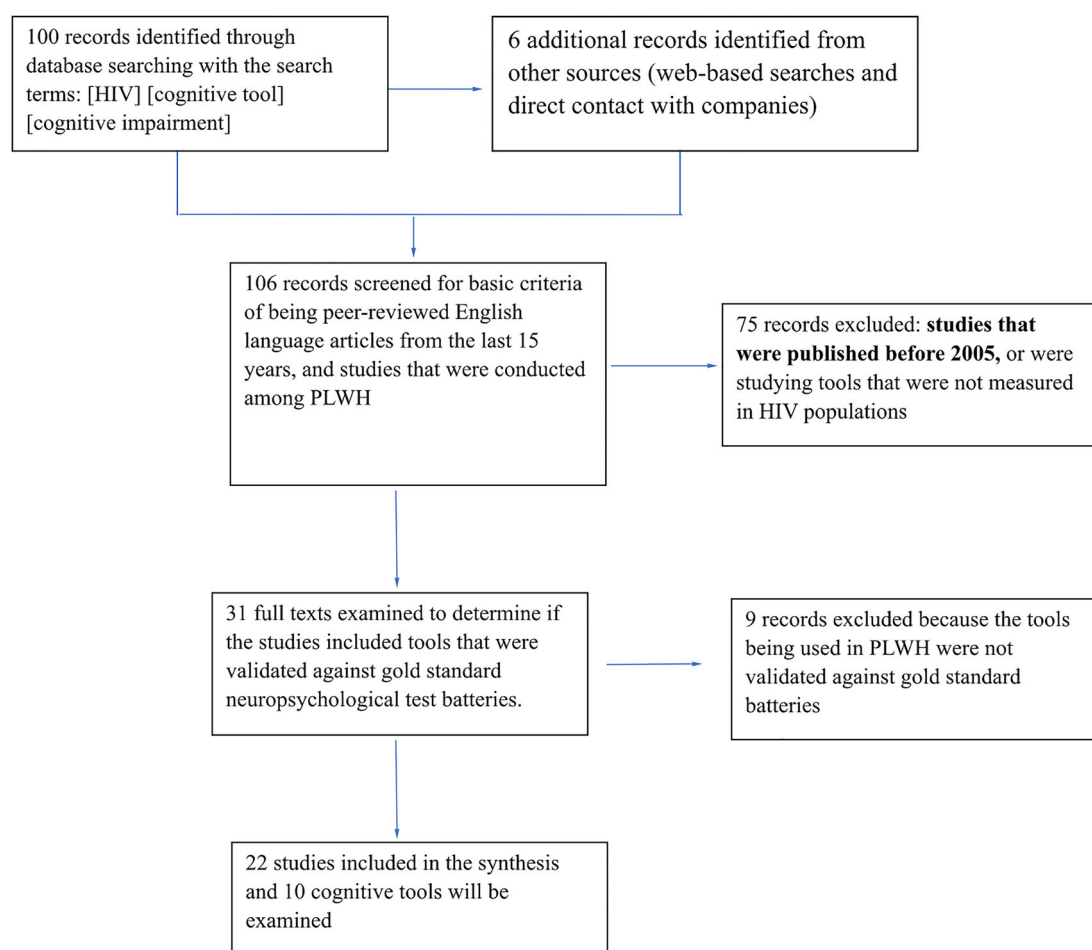 100 records identified through
database searching with the search
terms: [HIV] [cognitive tool]
[cognitive impairment]
6 additional records identified from
other sources (web-based searches and
direct contact with companies)
106 records screened for basic criteria
of being peer-reviewed English
language articles from the last 15
years, and studies that were conducted
among PLWH
75 records excluded: studies that
were published before 2005, or were
studying tools that were not measured
in HIV populations
31 full texts examined to determine if
the studies included tools that were
validated against gold standard
neuropsychological test batteries.
9 records excluded because the tools
being used in PLWH were not
validated against gold standard
batteries
22 studies included in the synthesis
and 10 cognitive tools will be
examined